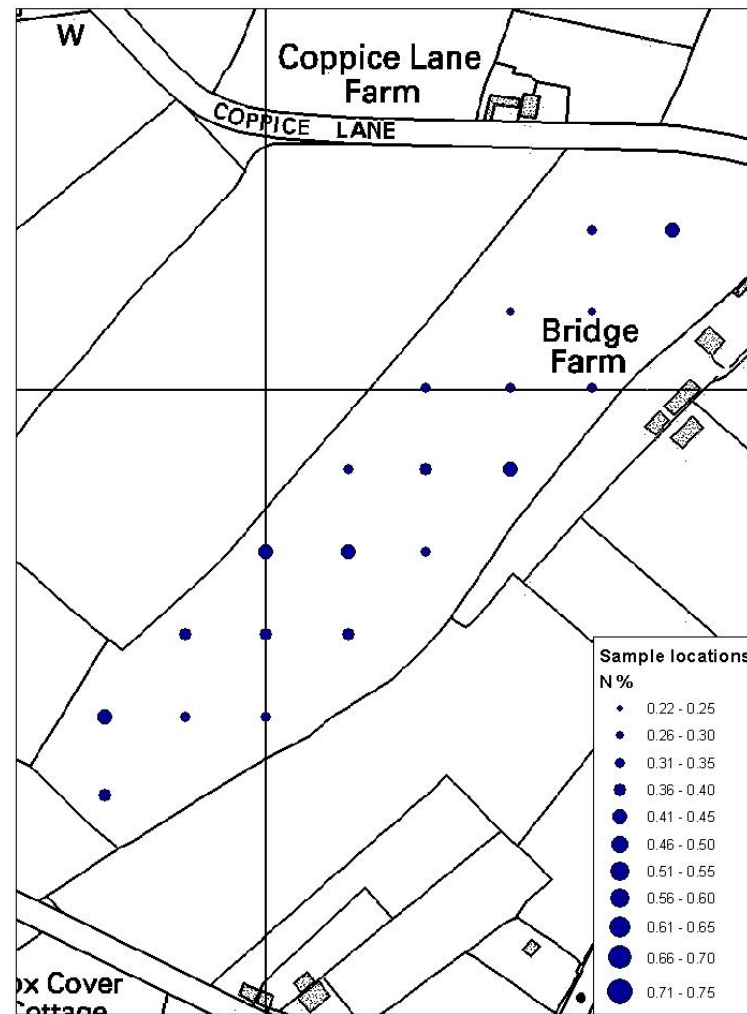 W
Coppice Lane
Farm
COPPICE LANE
Bridge
Farm
Sample locations
N %
0.22 - 0.25
0.26 - 0.30
0.31 - 0.35
0.36 - 0.40
0.41 - 0.45
0.46 - 0.50
0.51 - 0.55
0.56 - 0.60
0.61 - 0.65
0.66 - 0.70
0.71 - 0.75
ox Cover
Cottage